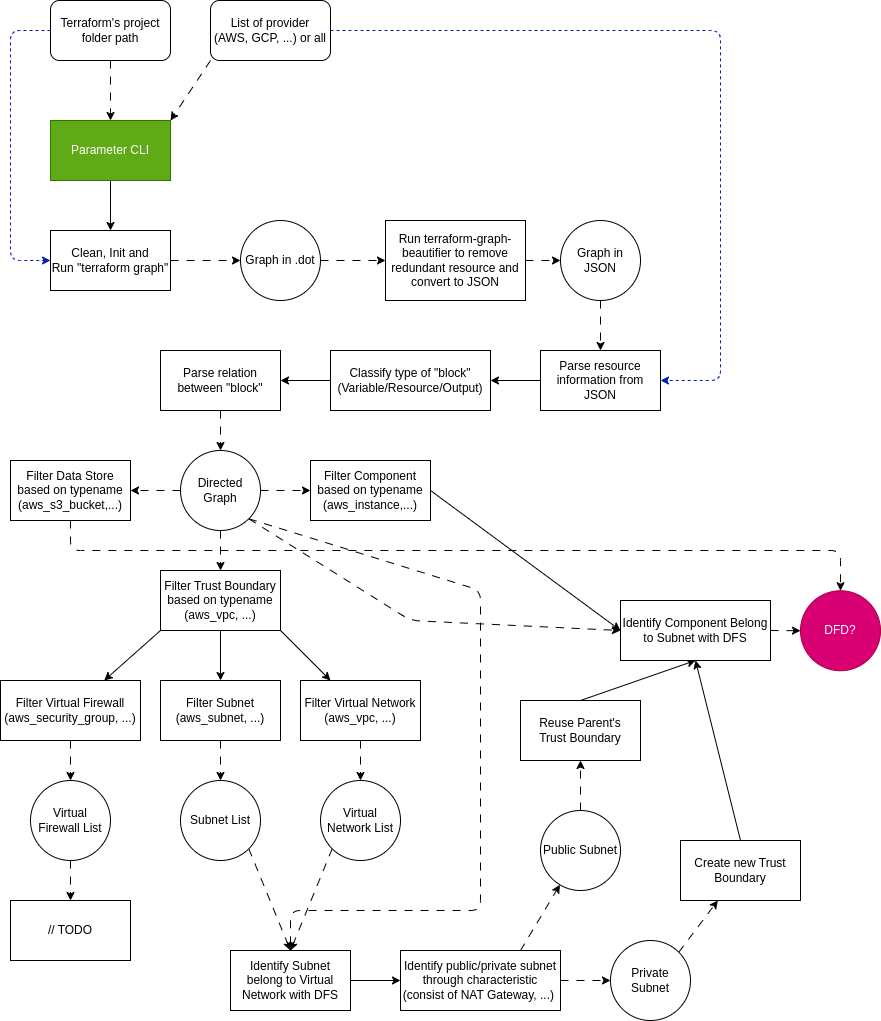 Terraform's project
folder path
List of provider
(AWS, GCP, ...) or all
Parameter CLI
Clean, Init and
Run "terraform graph"
Graph in .dot
Run terraform-graph-
beautifier to remove
redundant resource and
convert to JSON
Graph in
JSON
Parse relation
between "block"
Classify type of "block"
(Variable/Resource/Output)
Parse resource
information from
JSON
Filter Data Store
based on typename
(aws_s3_bucket,...)
Directed
Graph
Filter Component
based on typename
(aws_instance,...)
Filter Trust Boundary
based on typename
(aws_vpc, ...)
Identify Component Belong
to Subnet with DFS
DFD?
Filter Virtual Firewall
(aws_security_group, ...)
Filter Subnet
(aws_subnet, ...)
Filter Virtual Network
(aws_vpc, ...)
Reuse Parent's
Trust Boundary
Virtual
Firewall List
Subnet List
Virtual
Network List
Public Subnet
Create new Trust
Boundary
// TODO
Identify Subnet
belong to Virtual
Network with DFS
Identify public/private subnet
through characteristic
(consist of NAT Gateway, ...)
Private
Subnet